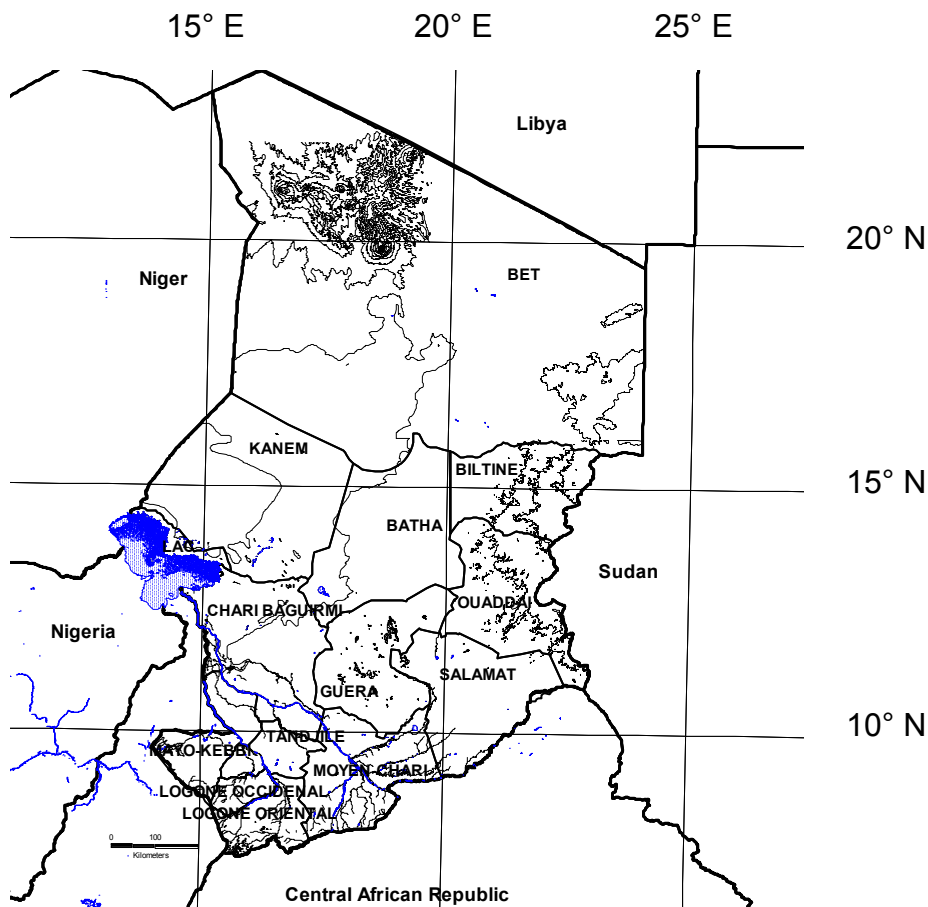 15° E 20° E 25° E
Libya
20° N
Niger
BET
KANEM
BILTINE
15° N
BATHA
LAC
Sudan
OUADDAI
CHARI BAGUIRMI
Nigeria
SALAMAT
GUERA
10° N
TANDJILE
MAYO-KEBBI
MOYEN-CHARI
LOGONE OCCIDENAL
LOGONE ORIENTAL
0 100
Kilometers
Central African Republic